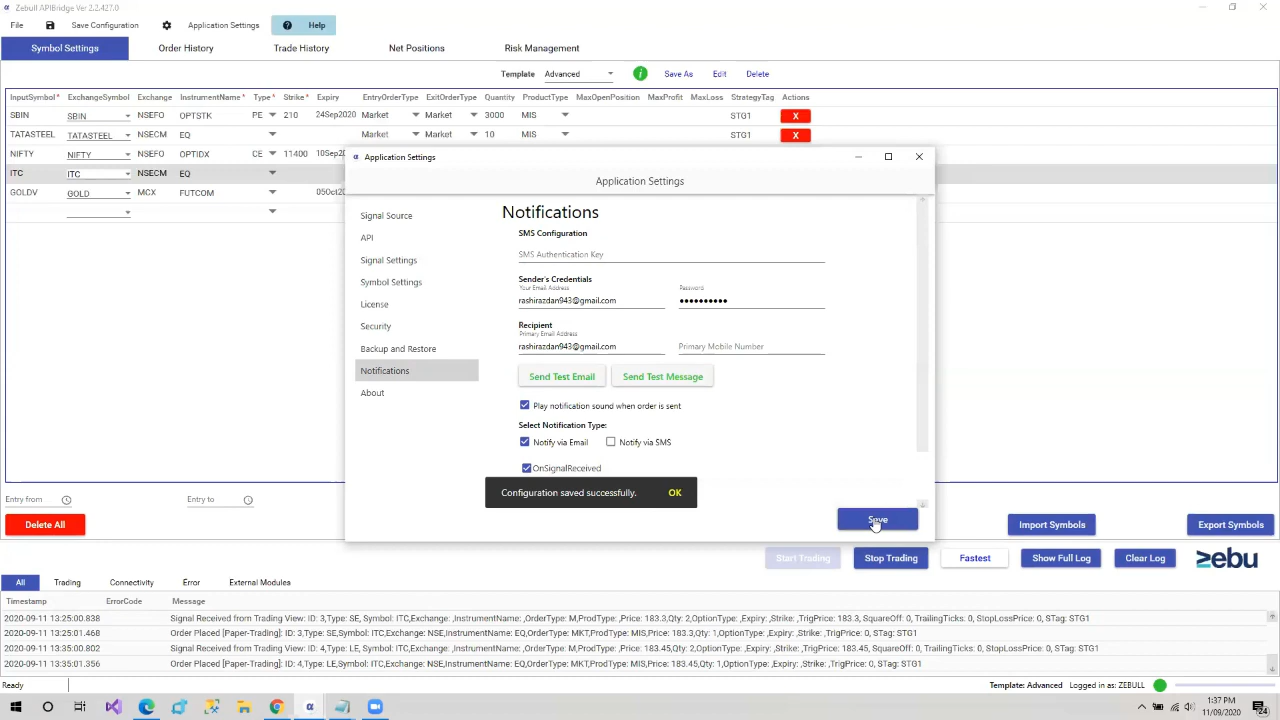 Zebull APIBridge Ver 2.2.427.0
File Save Configuration Application Settings Help
Symbol Settings Order History Trade History Net Positions Risk Management
Template Advanced i Save As Edit Delete
InputSymbol* ExchangeSymbol Exchange InstrumentName* Type* Strike* Expiry EntryOrderType ExitOrderType Quantity ProductType MaxOpenPosition MaxProfit MaxLoss StrategyTag Actions
SBIN SBIN NSEFO OPTSTK PE 210 24Sep2020 Market Market 3000 MIS STG1 X
TATASTEEL TATASTEEL NSECM EQ Market Market 10 MIS STG1 X
NIFTY NIFTY NSEFO OPTIDX CE 11400 10Sep
ITC ITC NSECM EQ
GOLDV GOLD MCX FUTCOM 05Oct20
Application Settings
Application Settings
Signal Source
API
Signal Settings
Symbol Settings
License
Security
Backup and Restore
Notifications
About
Notifications
SMS Configuration
SMS Authentication Key
Sender's Credentials
Your Email Address Password
rashirazdan943@gmail.com ●●●●●●●●●●
Recipient
Primary Email Address
rashirazdan943@gmail.com Primary Mobile Number
Send Test Email Send Test Message
Play notification sound when order is sent
Select Notification Type:
Notify via Email Notify via SMS
OnSignalReceived
Configuration saved successfully. OK
Save
Entry from Entry to
Delete All Import Symbols Export Symbols
Start Trading Stop Trading Fastest Show Full Log Clear Log zebu
All Trading Connectivity Error External Modules
Timestamp ErrorCode Message
2020-09-11 13:25:00.838 Signal Received from Trading View: ID: 3,Type: SE, Symbol: ITC,Exchange: ,InstrumentName: ,OrderType: M,ProdType: MIS ,Price: 183.3,Qty: 2,OptionType: ,Expiry: ,Strike: ,TrigPrice: 183.3, SquareOff: 0, TrailingTicks: 0, StopLossPrice: 0, STag: STG1
2020-09-11 13:25:01.468 Order Placed [Paper-Trading]: ID: 3,Type: SE,Symbol: ITC,Exchange: NSE,InstrumentName: EQ,OrderType: MKT,ProdType: MIS,Price: 183.3,Qty: 1,OptionType: ,Expiry: ,Strike: ,TrigPrice: 0, STag: STG1
2020-09-11 13:35:00.802 Signal Received from Trading View: ID: 4,Type: LE, Symbol: ITC,Exchange: ,InstrumentName: ,OrderType: M,ProdType: MIS ,Price: 183.45,Qty: 2,OptionType: ,Expiry: ,Strike: ,TrigPrice: 183.45, SquareOff: 0, TrailingTicks: 0, StopLossPrice: 0, STag: STG1
2020-09-11 13:35:01.356 Order Placed [Paper-Trading]: ID: 4,Type: LE,Symbol: ITC,Exchange: NSE,InstrumentName: EQ,OrderType: MKT,ProdType: MIS,Price: 183.45,Qty: 1,OptionType: ,Expiry: ,Strike: ,TrigPrice: 0, STag: STG1
Ready Template: Advanced Logged in as: ZEBULL
1:37 PM
11/09/2020
24